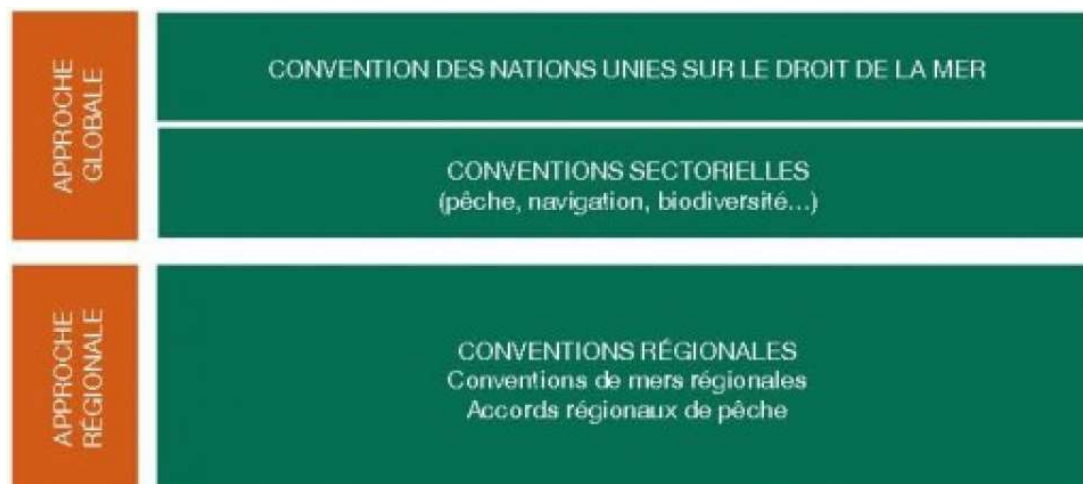 APPROCHE
GLOBALE
CONVENTION DES NATIONS UNIES SUR LE DROIT DE LA MER
CONVENTIONS SECTORIELLES
(pêche, navigation, biodiversité...)
APPROCHE
RÉGIONALE
CONVENTIONS RÉGIONALES
Conventions de mers régionales
Accords régionaux de pêche